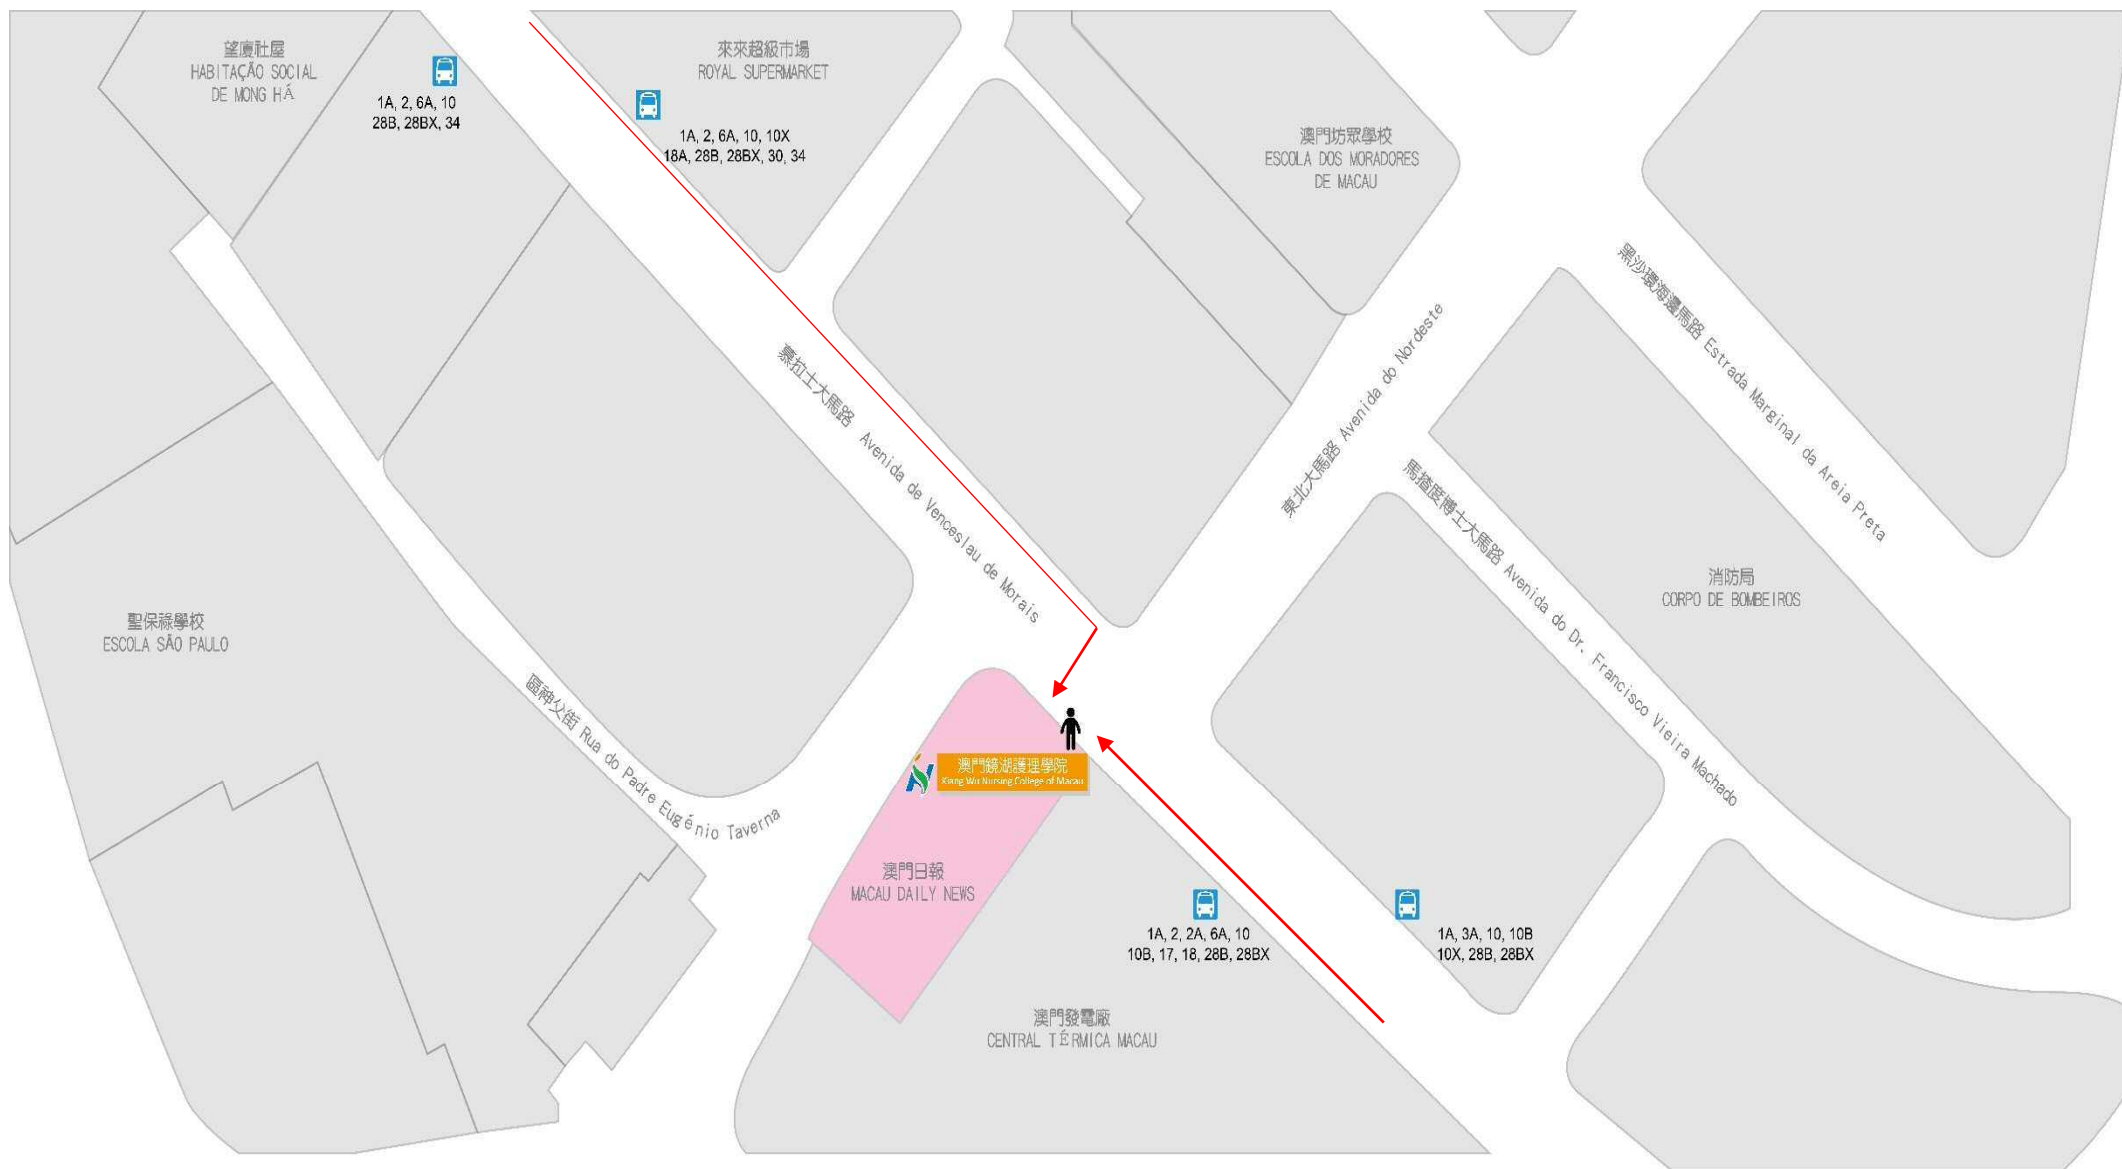 望廈社屋
HABITAÇÃO SOCIAL
DE MONG HÁ
1A, 2, 6A, 10
28B, 28BX, 34
來來超級市場
ROYAL SUPERMARKET
1A, 2, 6A, 10, 10X
18A, 28B, 28BX, 30, 34
澳門坊眾學校
ESCOLA DOS MORADORES
DE MACAU
黑沙環海邊馬路 Estrada Marginal da Areia Preta
慕拉士大馬路 Avenida de Venceslau de Morais
東北大馬路 Avenida do Nordeste
馬揸度博士大馬路 Avenida do Dr. Francisco Vieira Machado
消防局
CORPO DE BOMBEIROS
聖保祿學校
ESCOLA SÃO PAULO
區神父街 Rua do Padre Eugénio Taverna
澳門鏡湖護理學院
Kiang Wu Nursing College of Macau
澳門日報
MACAU DAILY NEWS
1A, 2, 2A, 6A, 10
10B, 17, 18, 28B, 28BX
1A, 3A, 10, 10B
10X, 28B, 28BX
澳門發電廠
CENTRAL TÉRMICA MACAU